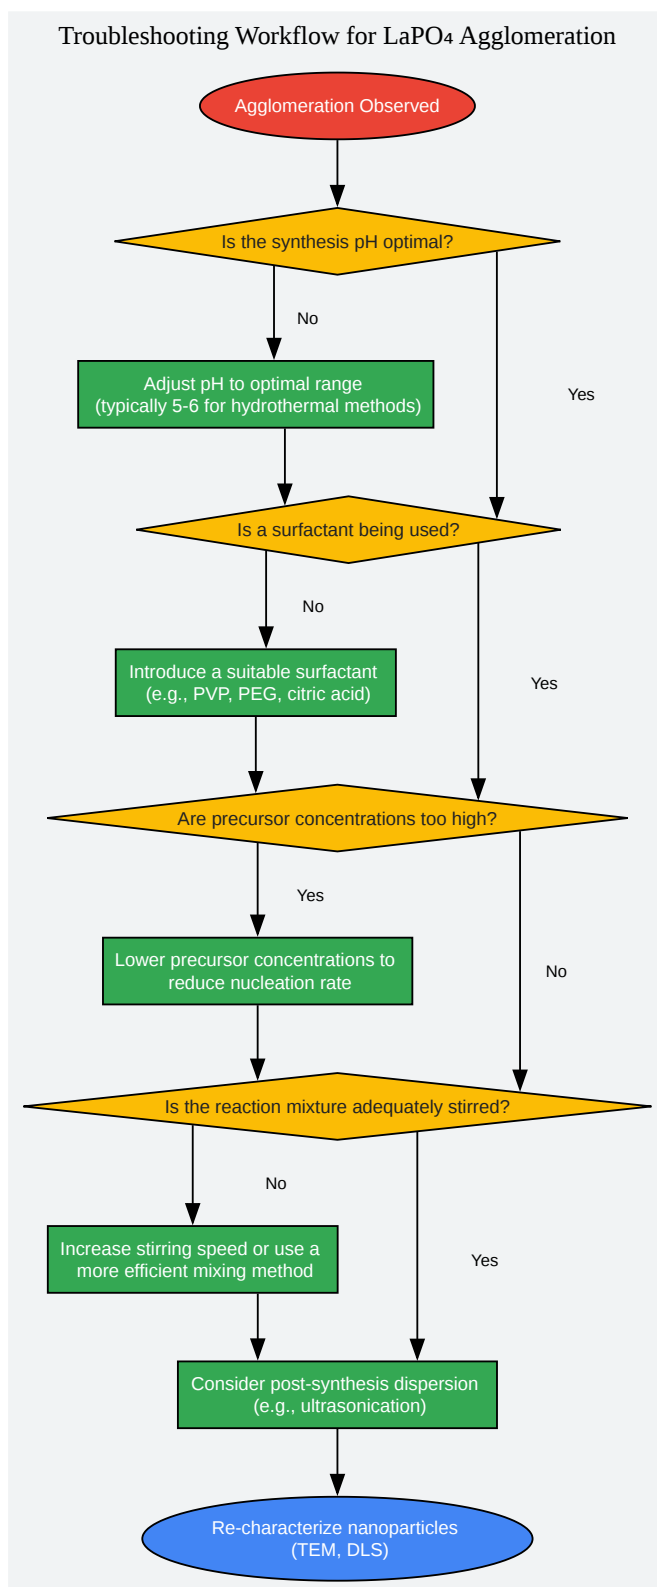 Troubleshooting Workflow for LaPO₄ Agglomeration
Agglomeration Observed
Is the synthesis pH optimal?
No
Adjust pH to optimal range
(typically 5-6 for hydrothermal methods)
Yes
Is a surfactant being used?
No
Introduce a suitable surfactant
(e.g., PVP, PEG, citric acid)
Yes
Are precursor concentrations too high?
Yes
Lower precursor concentrations to
reduce nucleation rate
No
Is the reaction mixture adequately stirred?
No
Increase stirring speed or use a
more efficient mixing method
Yes
Consider post-synthesis dispersion
(e.g., ultrasonication)
Re-characterize nanoparticles
(TEM, DLS)